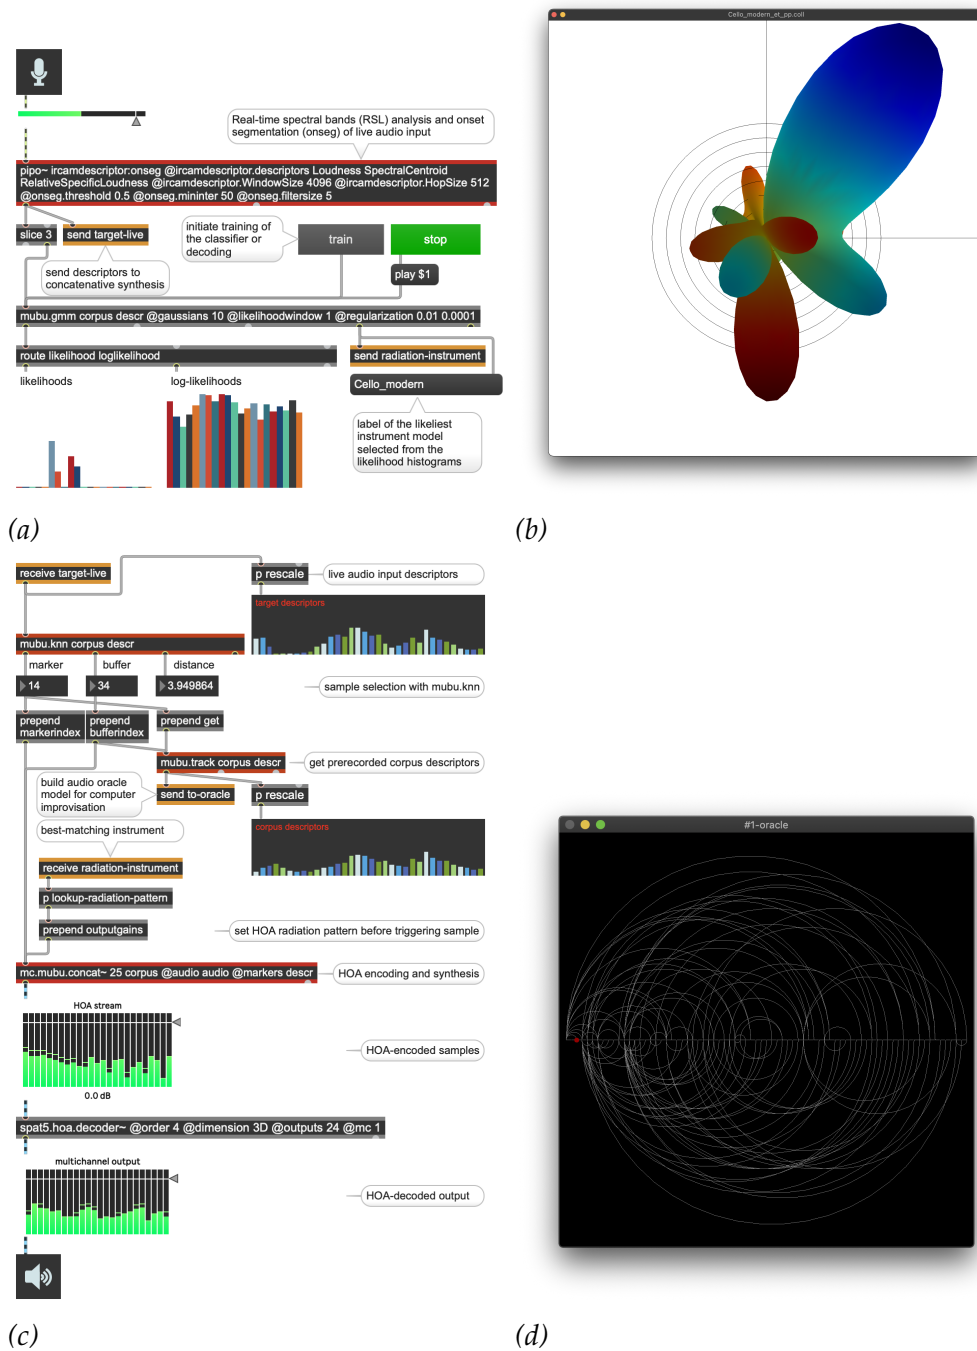 Real-time spectral bands (RSL) analysis and onset
segmentation (onseg) of live audio input
pipo~ ircamdescriptor:onseg @ircamdescriptor.descriptors Loudness SpectralCentroid
RelativeSpecificLoudness @ircamdescriptor.WindowSize 4096 @ircamdescriptor.HopSize 512
@onseg.threshold 0.5 @onseg.mininter 50 @onseg.filtersize 5
slice 3
send target-live
initiate training of
the classifier or
decoding
train
stop
send descriptors to
concatenative synthesis
play $1
mubu.gmm corpus descr @gaussians 10 @likelihoodwindow 1 @regularization 0.01 0.0001
route likelihood loglikelihood
send radiation-instrument
likelihoods
log-likelihoods
Cello_modern
label of the likeliest
instrument model
selected from the
likelihood histograms
(a)
Cello_modern_et_pp.coll
(b)
receive target-live
p rescale
live audio input descriptors
target descriptors
mubu.knn corpus descr
marker
buffer
distance
14
34
3.949864
sample selection with mubu.knn
prepend
markerindex
prepend
bufferindex
prepend get
mubu.track corpus descr
get prerecorded corpus descriptors
build audio oracle
model for computer
improvisation
send to-oracle
p rescale
best-matching instrument
corpus descriptors
receive radiation-instrument
p lookup-radiation-pattern
prepend outputgains
set HOA radiation pattern before triggering sample
mc.mubu.concat~ 25 corpus @audio audio @markers descr
HOA encoding and synthesis
HOA stream
HOA-encoded samples
0.0 dB
spat5.hoa.decoder~ @order 4 @dimension 3D @outputs 24 @mc 1
multichannel output
HOA-decoded output
(c)
#1-oracle
(d)